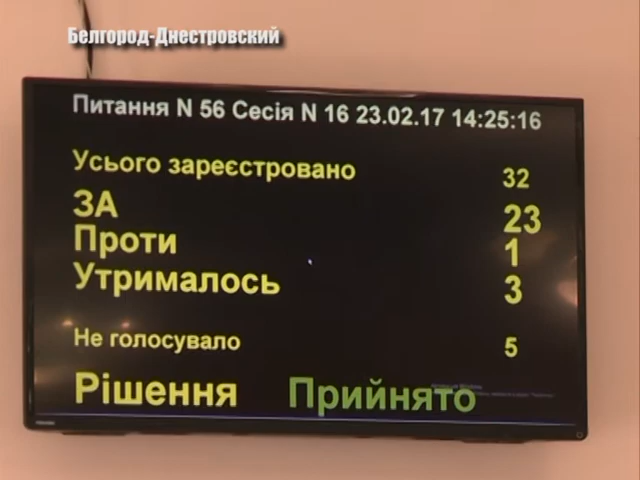 Белгород-Днестровский
Питання N 56 Сесія N 16 23.02.17 14:25:16
Усього зареєстровано 32
ЗА 23
Проти 1
Утрималось 3
Не голосувало 5
Рішення Прийнято